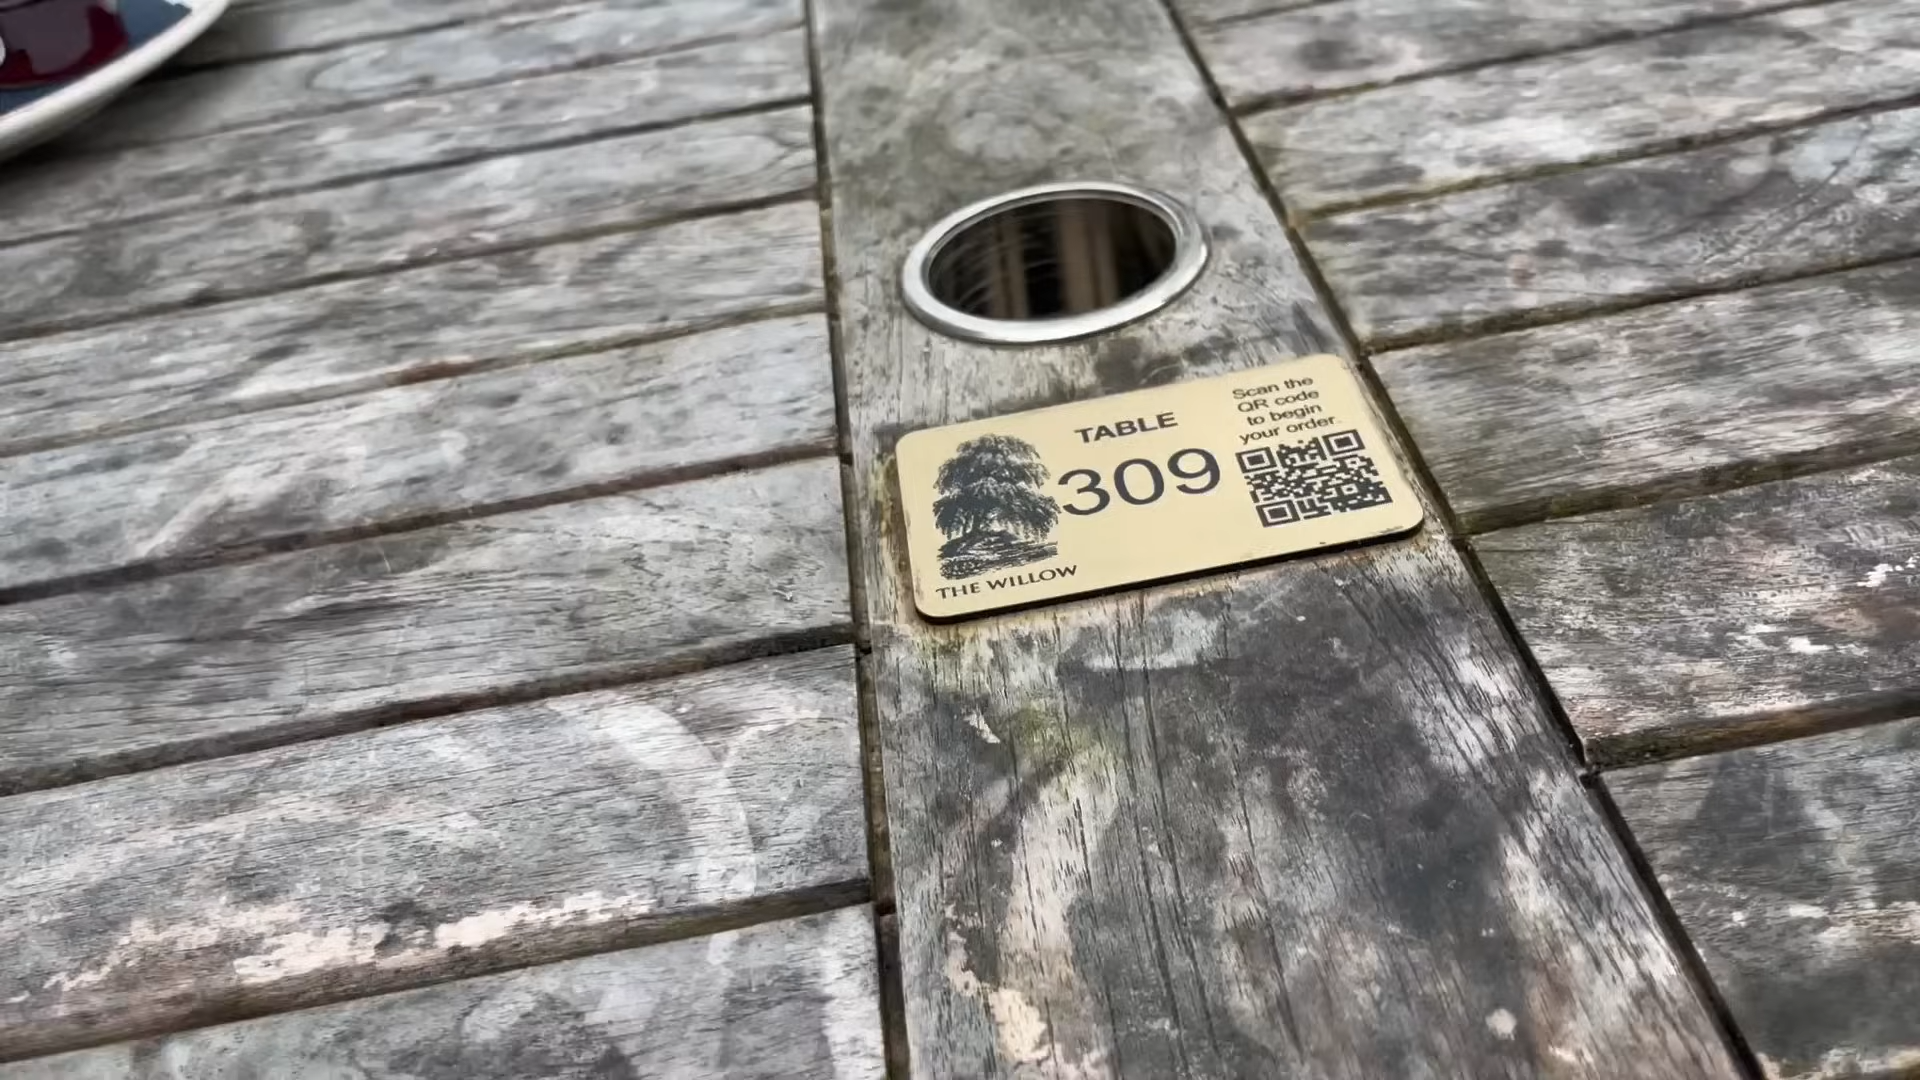 TABLE
309
THE WILLOW
Scan the
QR code
to begin
your order.